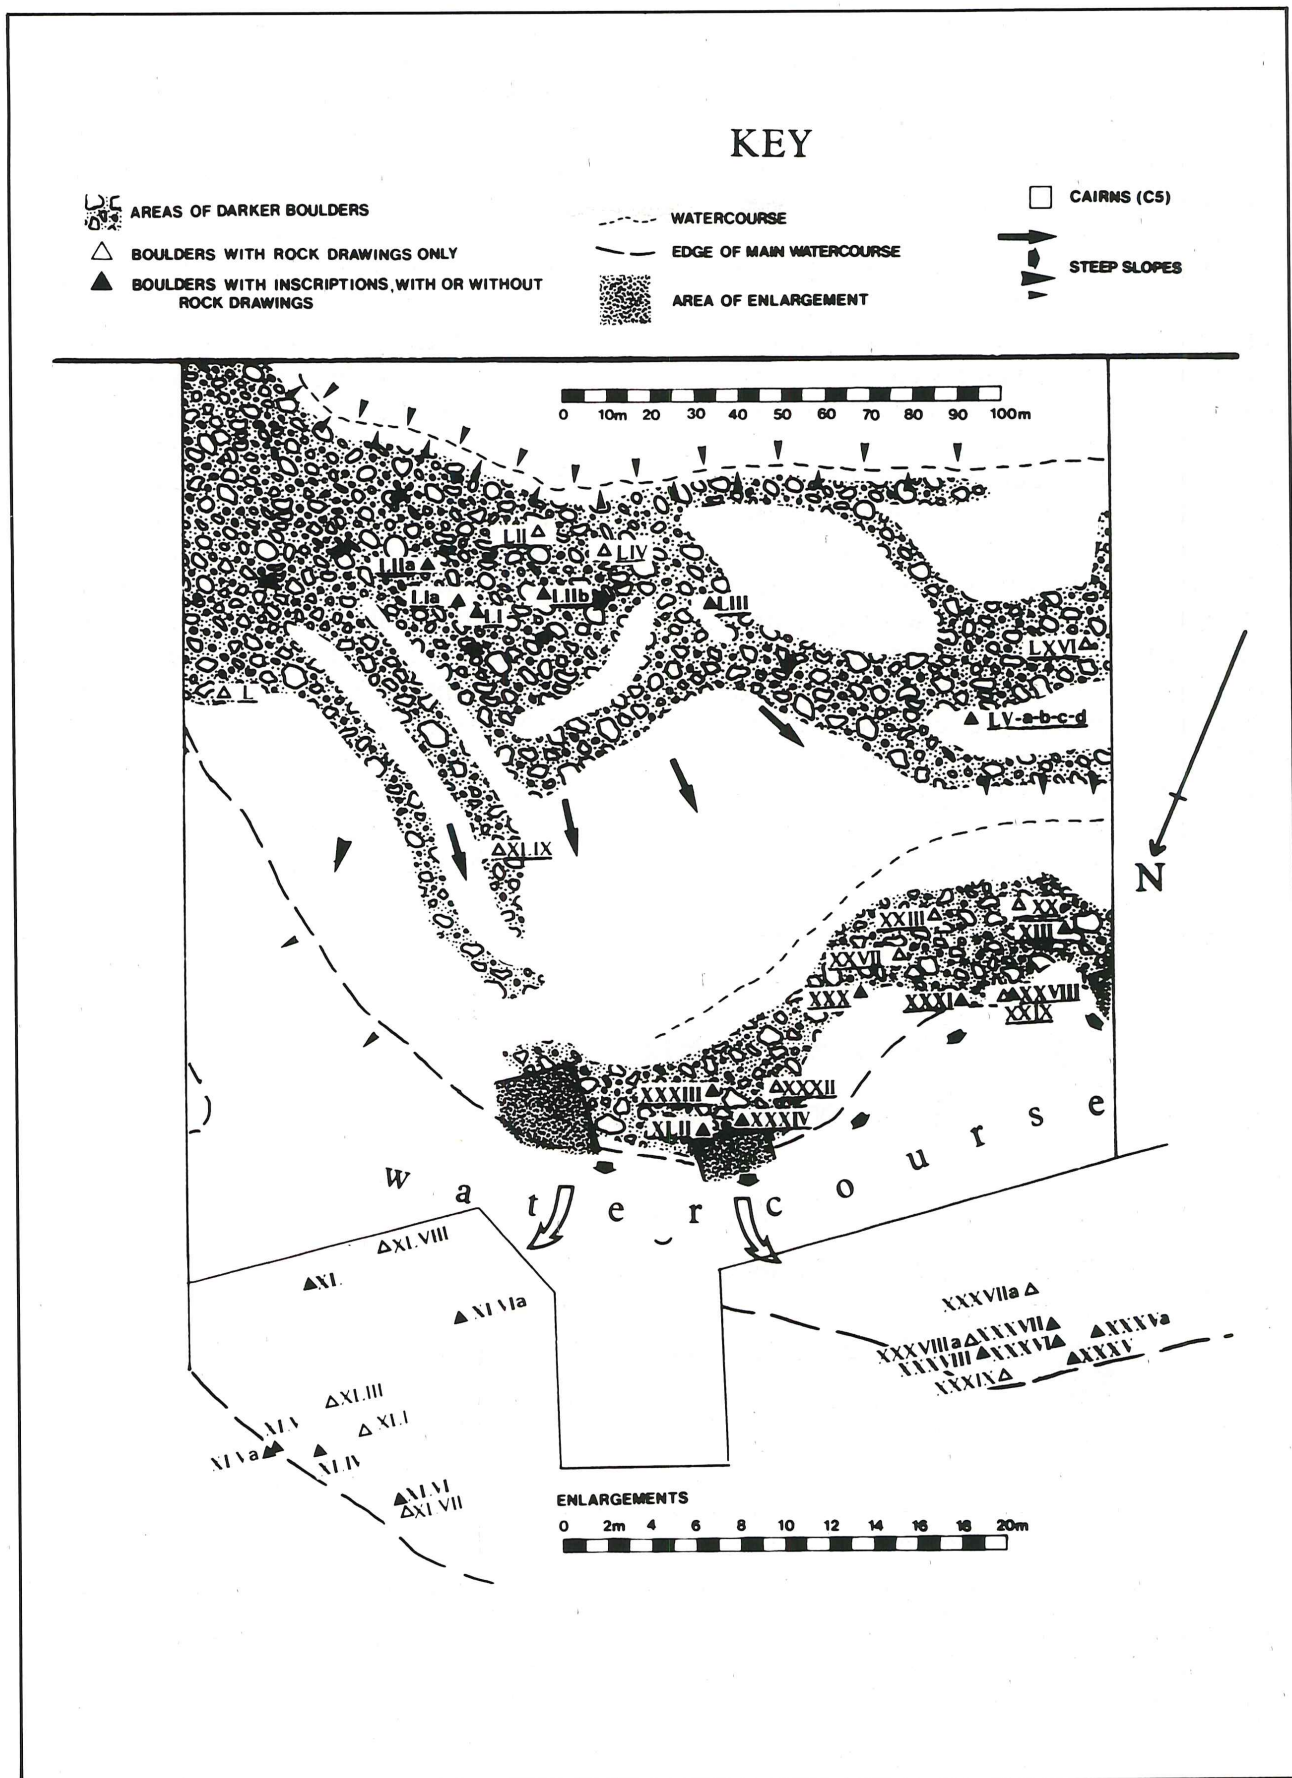 KEY
AREAS OF DARKER BOULDERS
BOULDERS WITH ROCK DRAWINGS ONLY
BOULDERS WITH INSCRIPTIONS, WITH OR WITHOUT
ROCK DRAWINGS
WATERCOURSE
EDGE OF MAIN WATERCOURSE
AREA OF ENLARGEMENT
CAIRNS (C5)
STEEP SLOPES
0 10m 20 30 40 50 60 70 80 90 100m
LII
LIV
LIIa
LIa
LI
LIIb
LIII
LXVI
L
LV-a-b-c-d
XLIX
N
XXIII
XX
XIII
XXVII
XXX
XXXI
XXVIII
XXIX
XXXIII
XXXII
XLII
XXXIV
watercourse
XLVIII
XL
XLVIa
XXXVIIa
XXXVIIIa
XXXVII
XXXVa
XXXVIII
XXXVI
XXXV
XXXIX
XLIII
XLV
XLI
XLVa
XLIV
XLVI
XLVII
ENLARGEMENTS
0 2m 4 6 8 10 12 14 16 18 20m